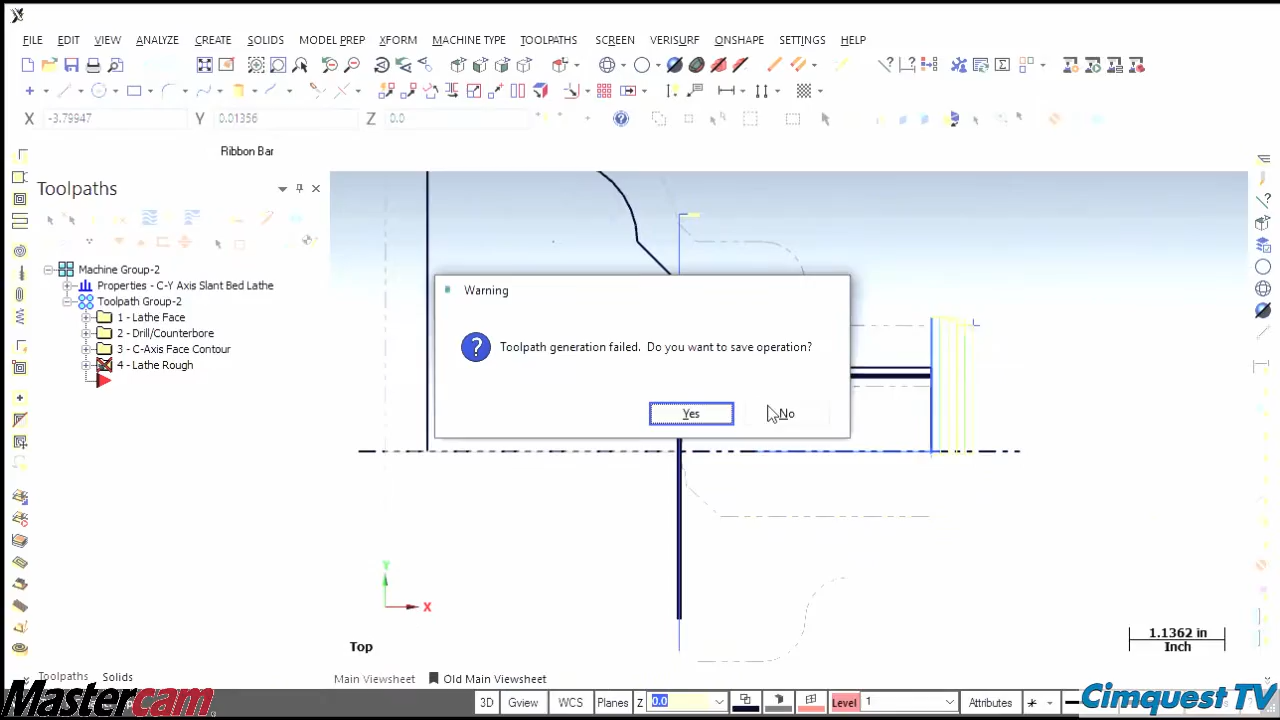 FILE EDIT VIEW ANALYZE CREATE SOLIDS MODEL PREP XFORM MACHINE TYPE TOOLPATHS SCREEN VERISURF ONSHAPE SETTINGS HELP
X -3.79947 Y 0.01356 Z 0.0
Ribbon Bar
Toolpaths
Machine Group-2
Properties - C-Y Axis Slant Bed Lathe
Toolpath Group-2
1 - Lathe Face
2 - Drill/Counterbore
3 - C-Axis Face Contour
4 - Lathe Rough
Warning
Toolpath generation failed. Do you want to save operation?
Yes No
Y
X
Top
1.1362 in
Inch
Toolpaths Solids
Main Viewsheet Old Main Viewsheet
Mastercam. 3D Gview WCS Planes Z 0.0 Level 1 Attributes
Cimquest TV